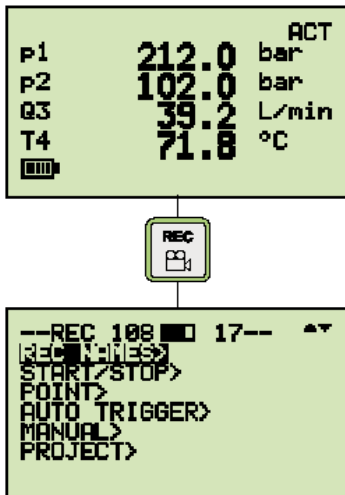 ACT
p1 212.0 bar
p2 102.0 bar
Q3 39.2 L/min
T4 71.8 °C
REC
--REC 108 17--
REC NAMES>
START/STOP>
POINT>
AUTO TRIGGER>
MANUAL>
PROJECT>